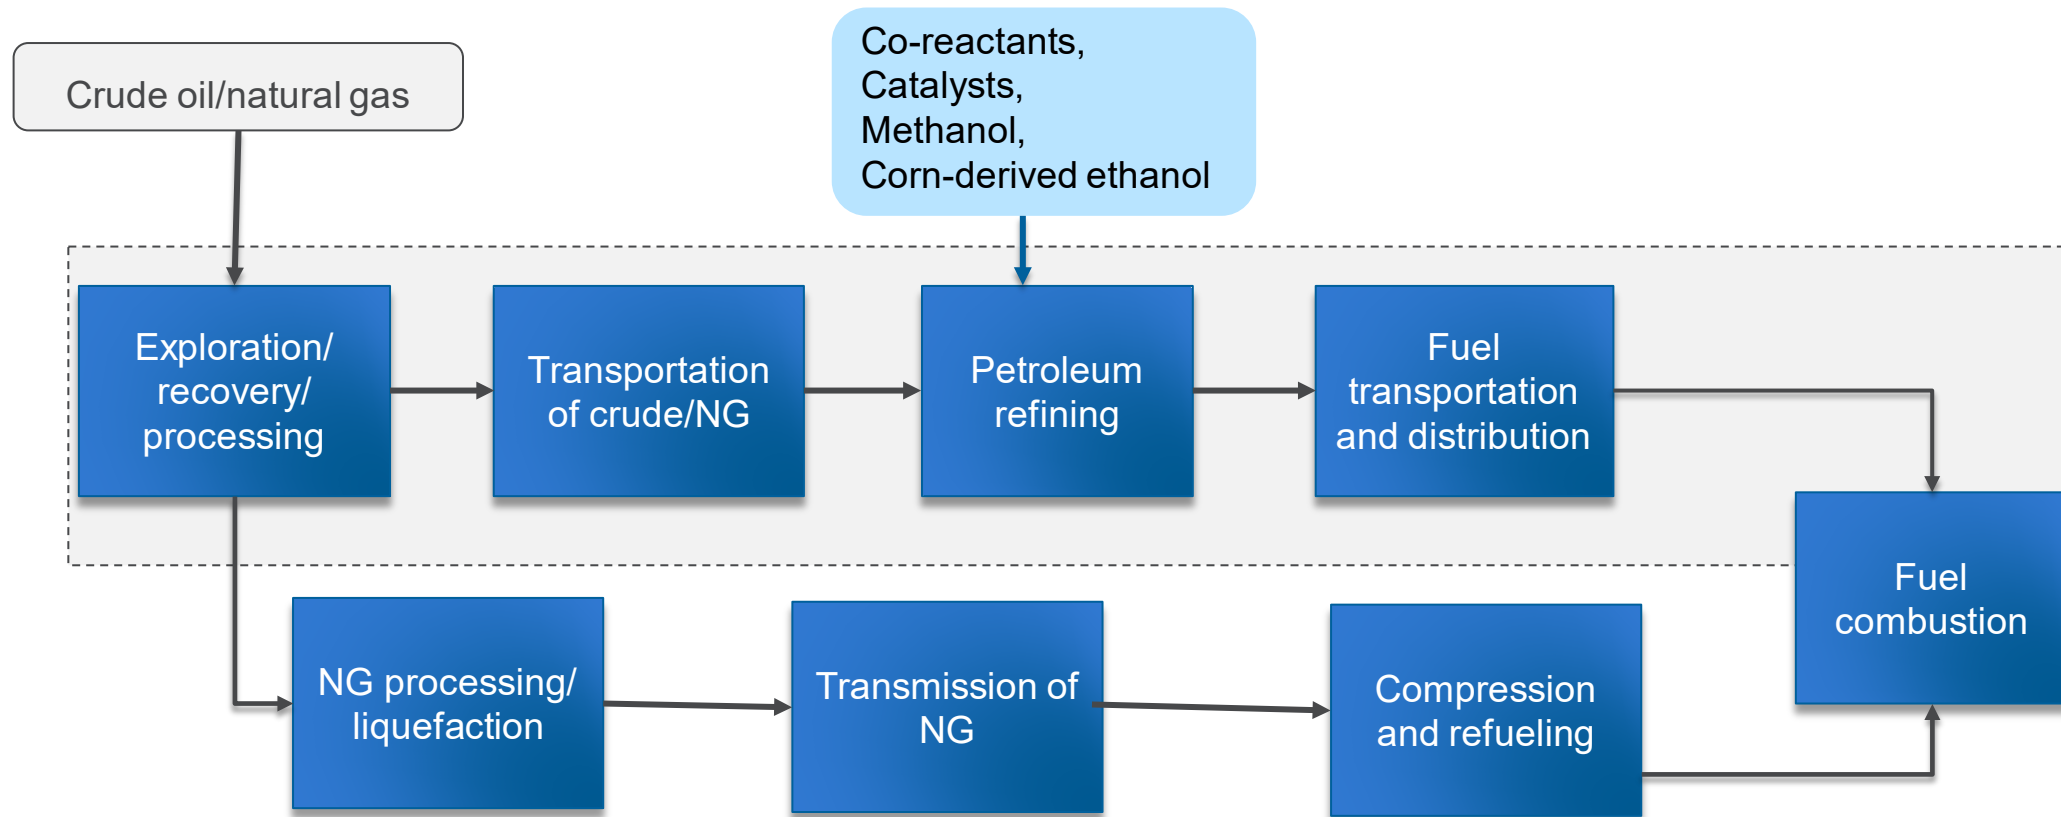 Crude oil/natural gas
Co-reactants,
Catalysts,
Methanol,
Corn-derived ethanol
Exploration/
recovery/
processing
Transportation
of crude/NG
Petroleum
refining
Fuel
transportation
and distribution
Fuel
combustion
NG processing/
liquefaction
Transmission of
NG
Compression
and refueling